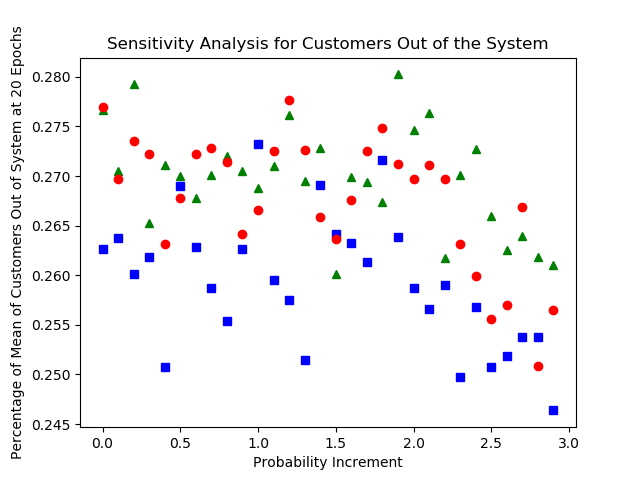 Sensitivity Analysis for Customers Out of the System
Percentage of Mean of Customers Out of System at 20 Epochs
0.280
0.275
0.270
0.265
0.260
0.255
0.250
0.245
0.0 0.5 1.0 1.5 2.0 2.5 3.0
Probability Increment